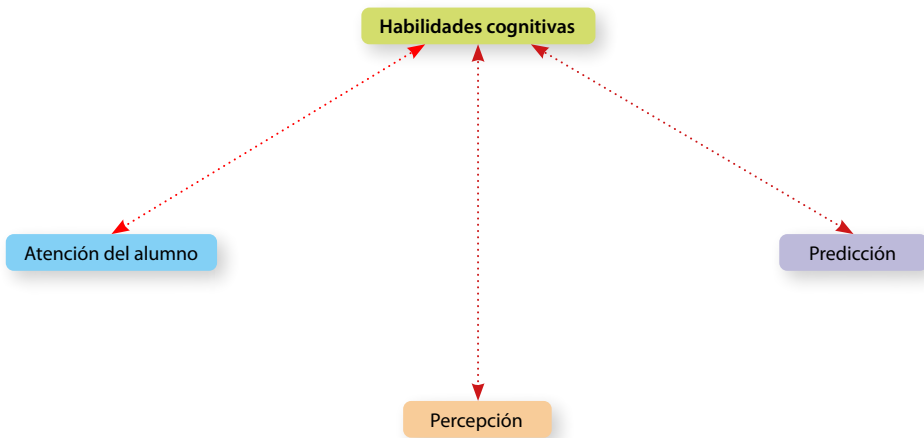 Habilidades cognitivas
Atención del alumno
Predicción
Percepción